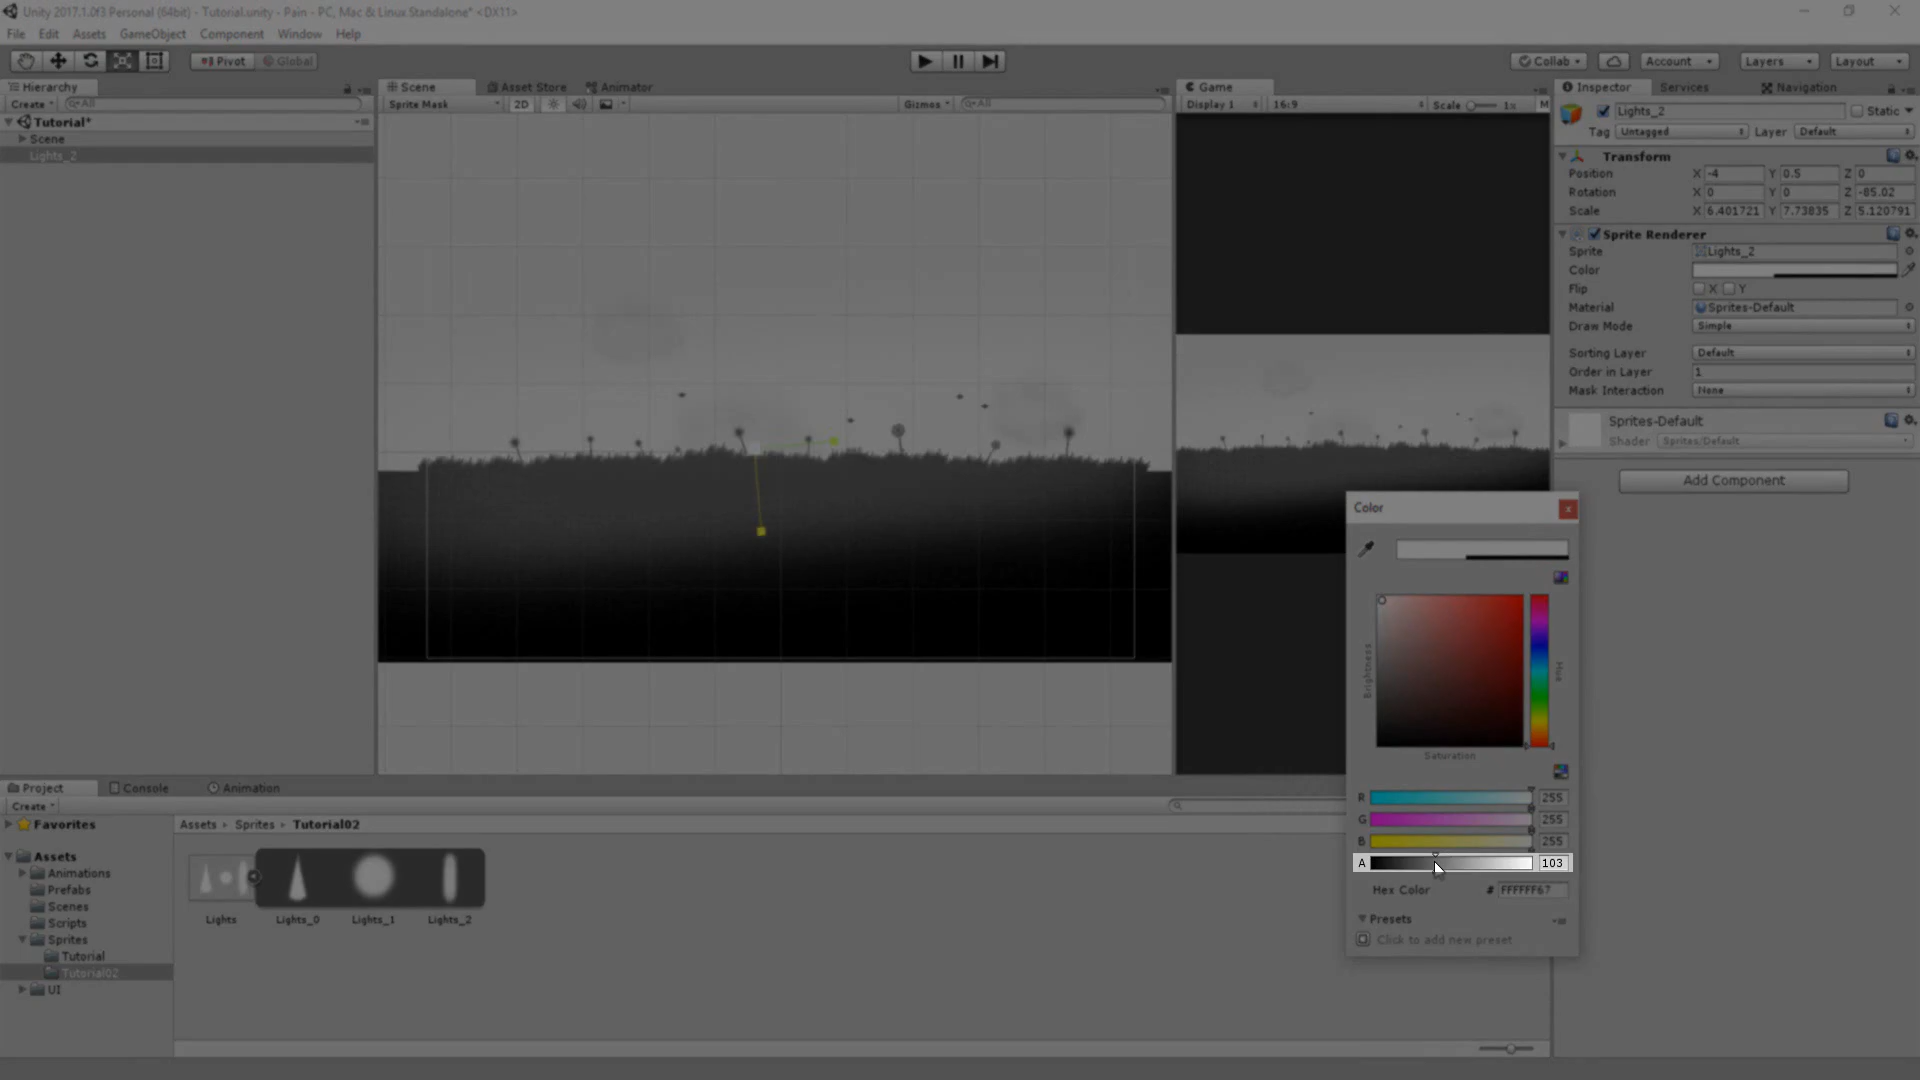 Unity 2017.1.0f3 Personal (64bit) - Tutorial.unity - Pain - PC, Mac & Linux Standalone* <DX11>
File Edit Assets GameObject Component Window Help
Pivot Global Collab Account Layers Layout
Hierarchy Scene Asset Store Animator Game Inspector Services Navigation
Create All Sprite Mask 2D Gizmos All Display 1 16:9 Scale 1x M
Lights_2 Static
Tutorial*
Tag Untagged Layer Default
Scene
Lights_2
Transform
Position X -4 Y 0.5 Z 0
Rotation X 0 Y 0 Z -85.02
Scale X 6.401721 Y 7.73835 Z 5.120791
Sprite Renderer
Sprite Lights_2
Color
Flip X Y
Material Sprites-Default
Draw Mode Simple
Sorting Layer Default
Order in Layer 1
Mask Interaction None
Sprites-Default
Shader Sprites/Default
Add Component
Color
Brightness
Hue
Saturation
R 255
G 255
B 255
A 103
Hex Color # FFFFFF67
Presets
Click to add new preset
Project Console Animation
Create
Favorites
Assets
Animations
Prefabs
Scenes
Scripts
Sprites
Tutorial
Tutorial02
UI
Assets Sprites Tutorial02
Lights Lights_0 Lights_1 Lights_2